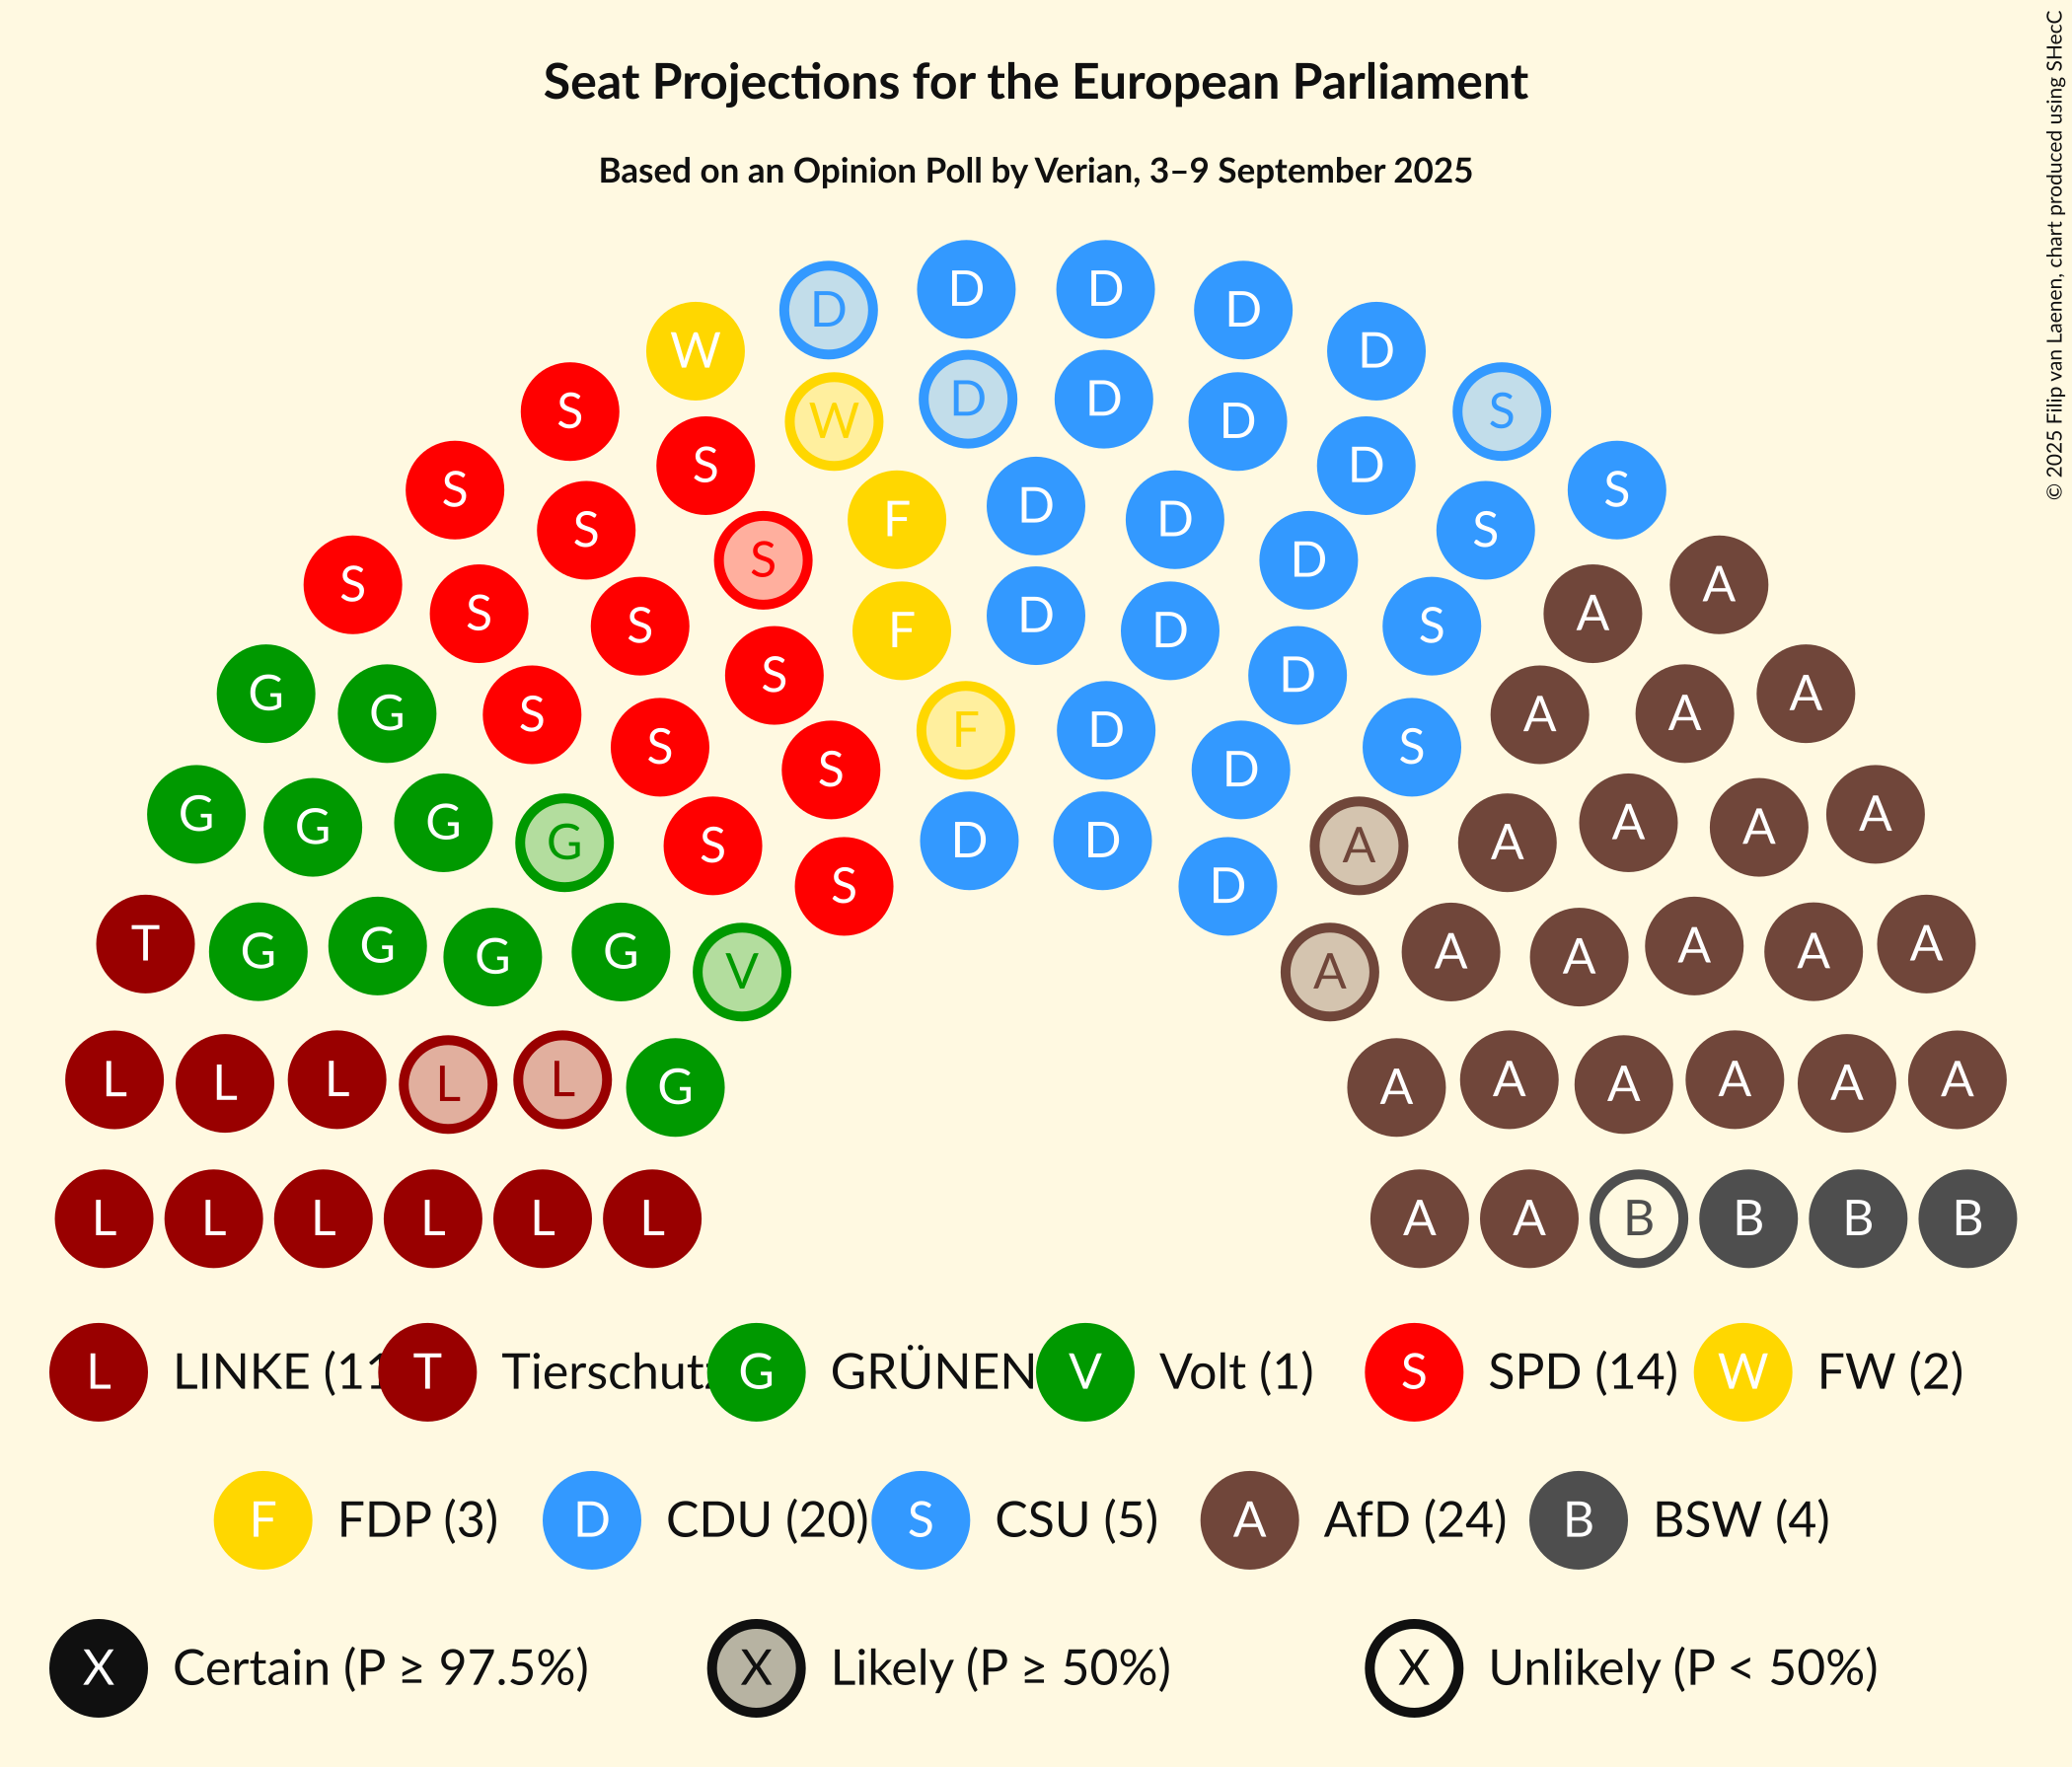 Seat Projections for the European Parliament
Based on an Opinion Poll by Verian, 3–9 September 2025
© 2025 Filip van Laenen, chart produced using SHecC
D D D D
W D D S
S W D D D S
S S F D D D S S
S S S D A A
S S S F D D S
G G S S S F D D S A A A
G G G G S S D D D A A A A A
T G G G G V A A A A A A
L L L L L G A A A A A A
L L L L L L A A B B B B
L LINKE (11 T Tierschutz G GRÜNEN V Volt (1) S SPD (14) W FW (2)
F FDP (3) D CDU (20) S CSU (5) A AfD (24) B BSW (4)
X Certain (P ≥ 97.5%) X Likely (P ≥ 50%) X Unlikely (P < 50%)